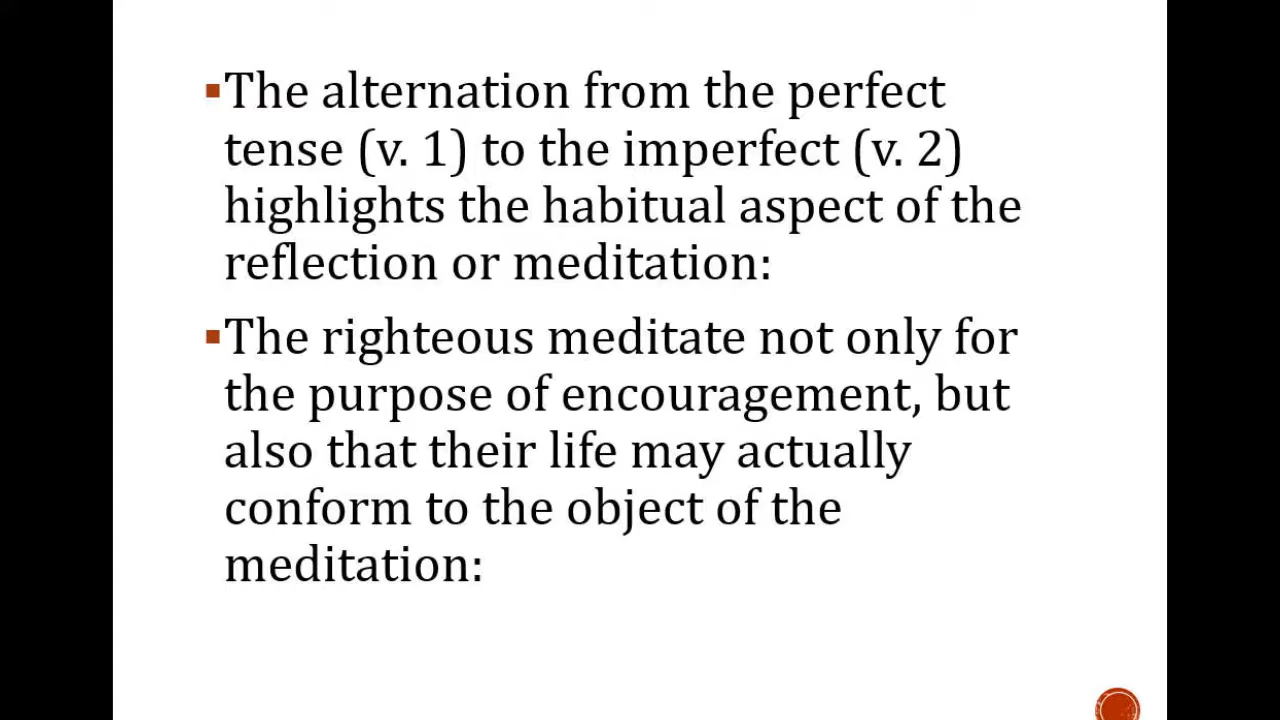 ▪The alternation from the perfect
tense (v. 1) to the imperfect (v. 2)
highlights the habitual aspect of the
reflection or meditation:
▪The righteous meditate not only for
the purpose of encouragement, but
also that their life may actually
conform to the object of the
meditation: